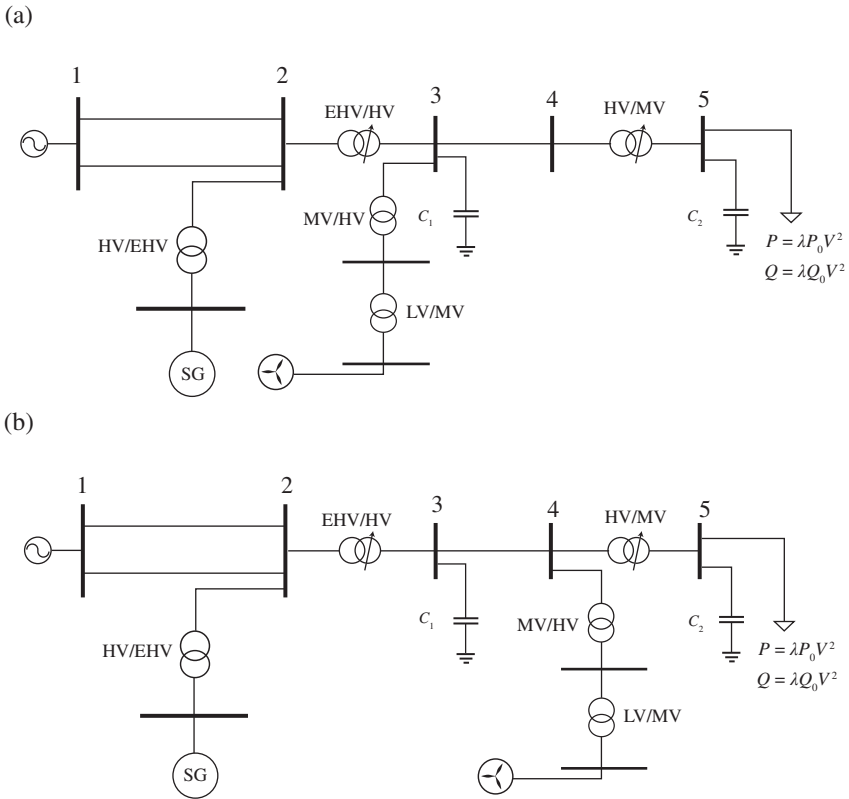 (a)
1
2
3
4
5
EHV/HV
HV/MV
HV/EHV
MV/HV
C₁
C₂
P = λP₀V²
Q = λQ₀V²
LV/MV
SG
(b)
1
2
3
4
5
EHV/HV
HV/MV
HV/EHV
C₁
MV/HV
C₂
P = λP₀V²
Q = λQ₀V²
LV/MV
SG